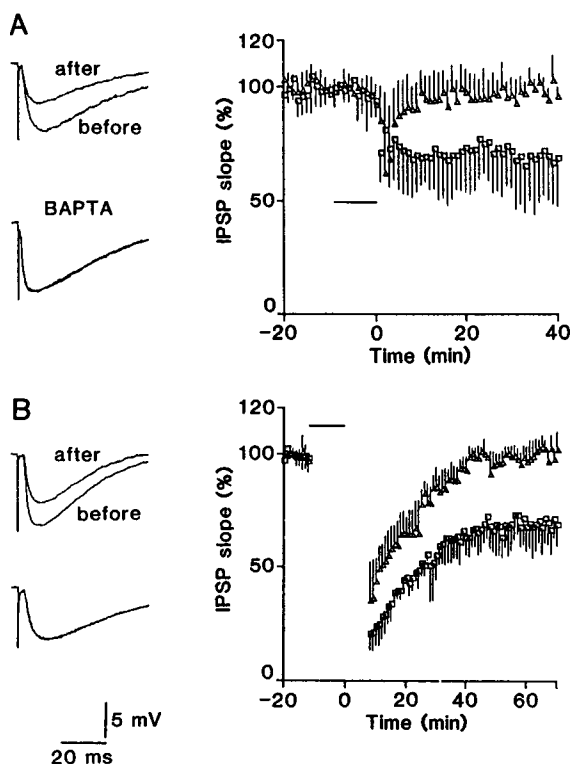 A
after
before
BAPTA
IPSP slope (%)
120
100
50
0
-20
0
20
40
Time (min)
B
after
before
5 mV
20 ms
IPSP slope (%)
120
100
50
0
-20
0
20
40
60
Time (min)